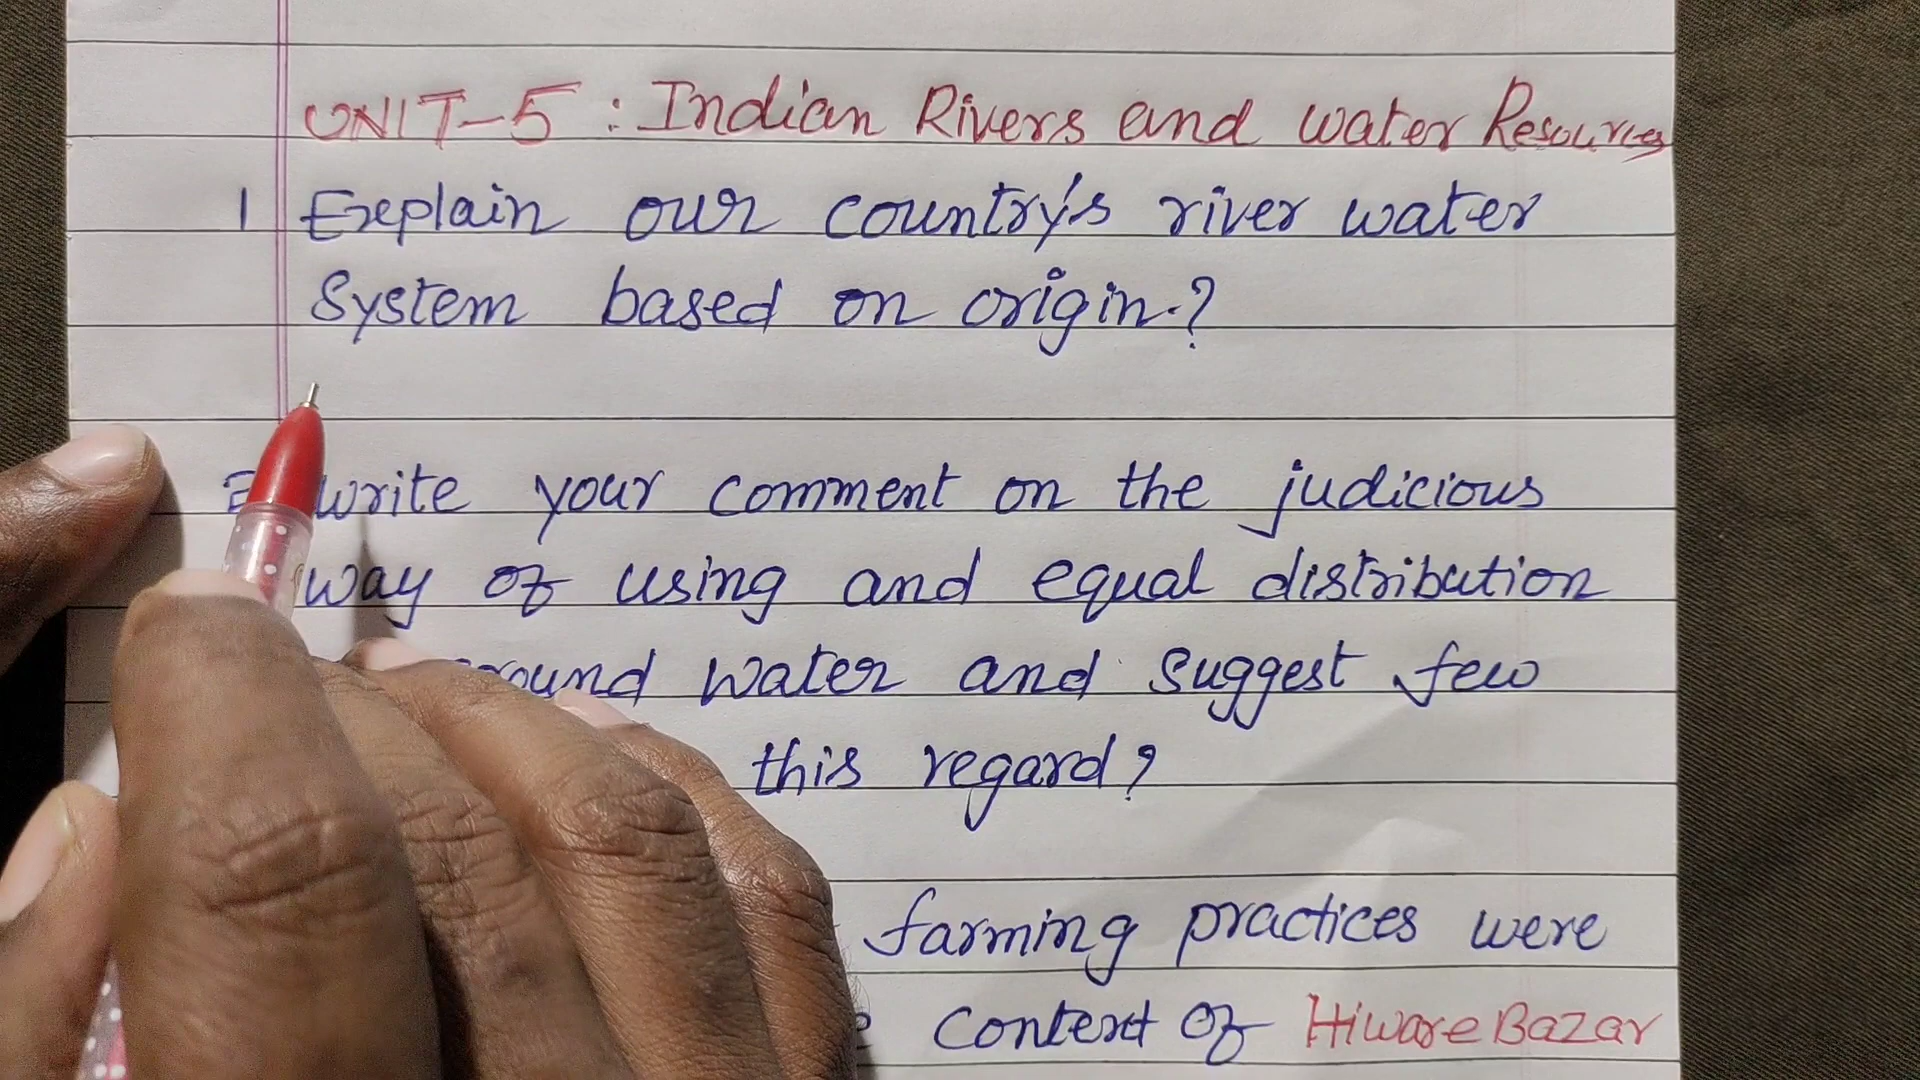 UNIT-5 : Indian Rivers and water Resources
1 Explain our country's river water
System based on origin.?
write your comment on the judicious
way of using and equal distribution
water and suggest few
this regard?
farming practices were
context of Hiware Bazar